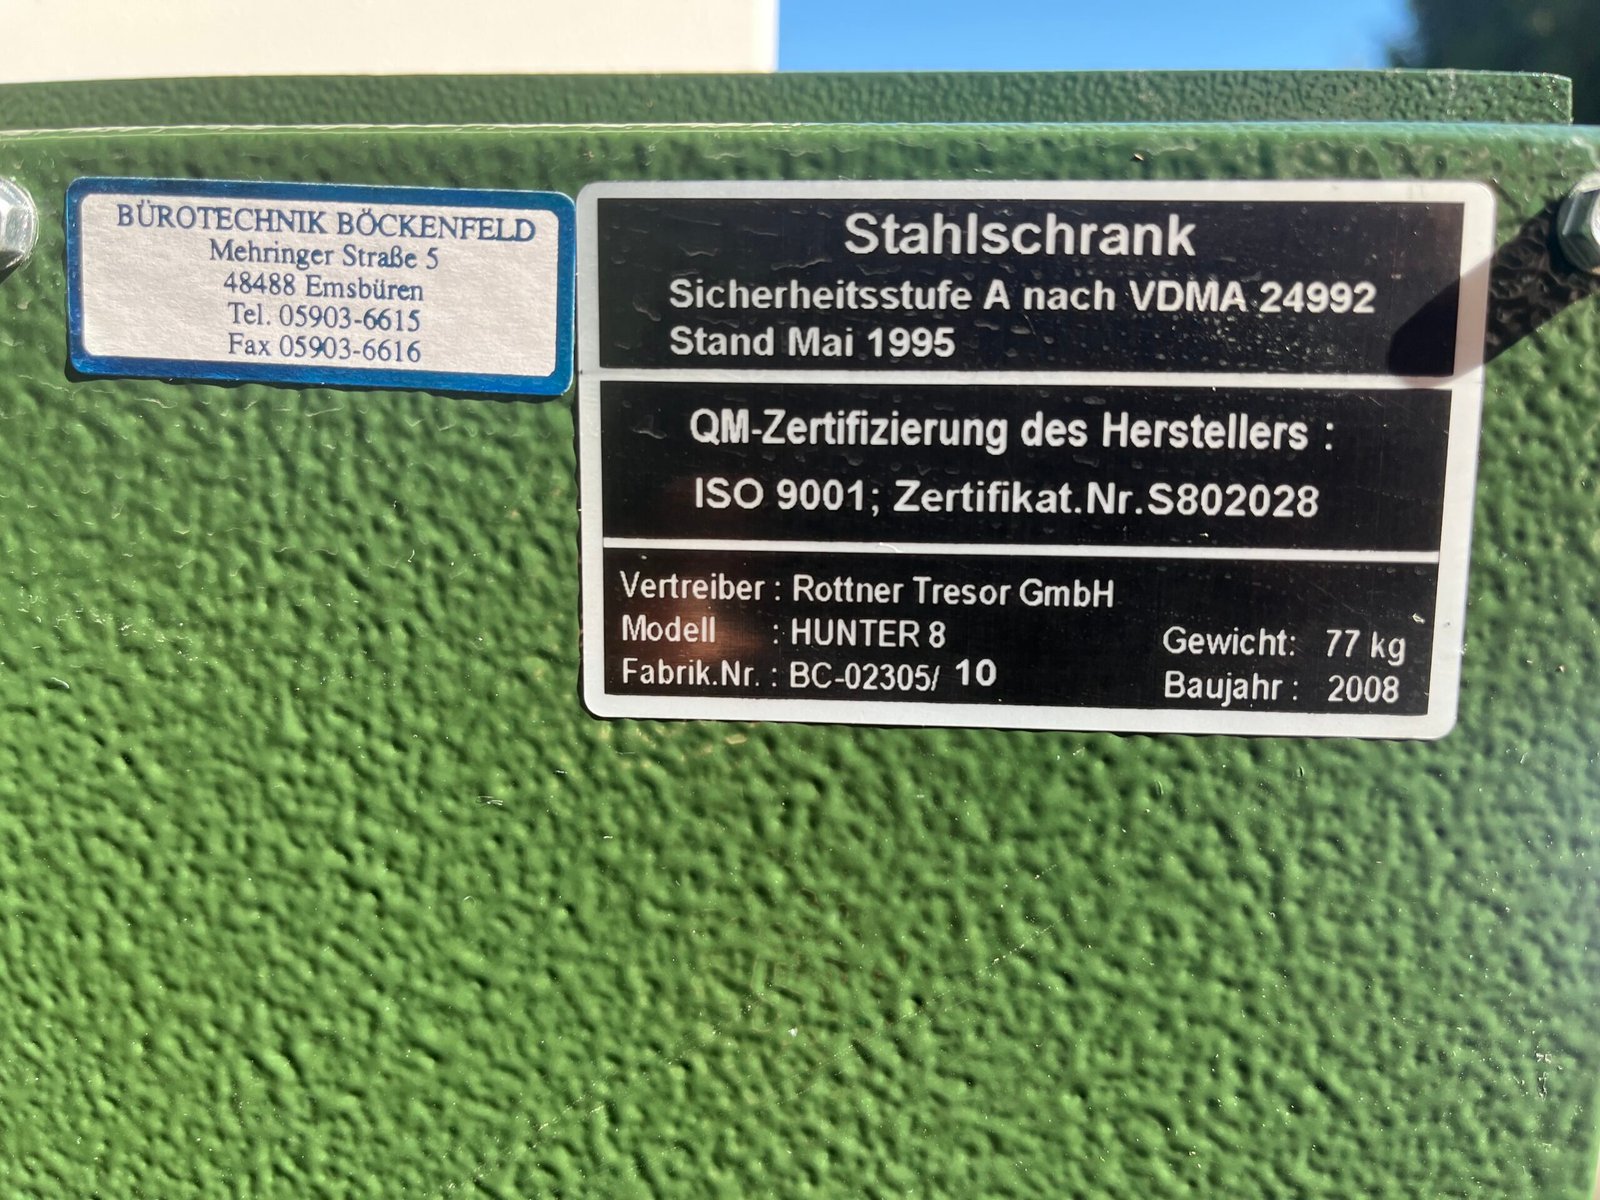 BÜROTECHNIK BÖCKENFELD
Mehringer Straße 5
48488 Emsbüren
Tel. 05903-6615
Fax 05903-6616
Stahlschrank
Sicherheitsstufe A nach VDMA 24992
Stand Mai 1995
QM-Zertifizierung des Herstellers :
ISO 9001; Zertifikat.Nr.S802028
Vertreiber : Rottner Tresor GmbH
Modell : HUNTER 8
Fabrik.Nr. : BC-02305/ 10
Gewicht: 77 kg
Baujahr : 2008